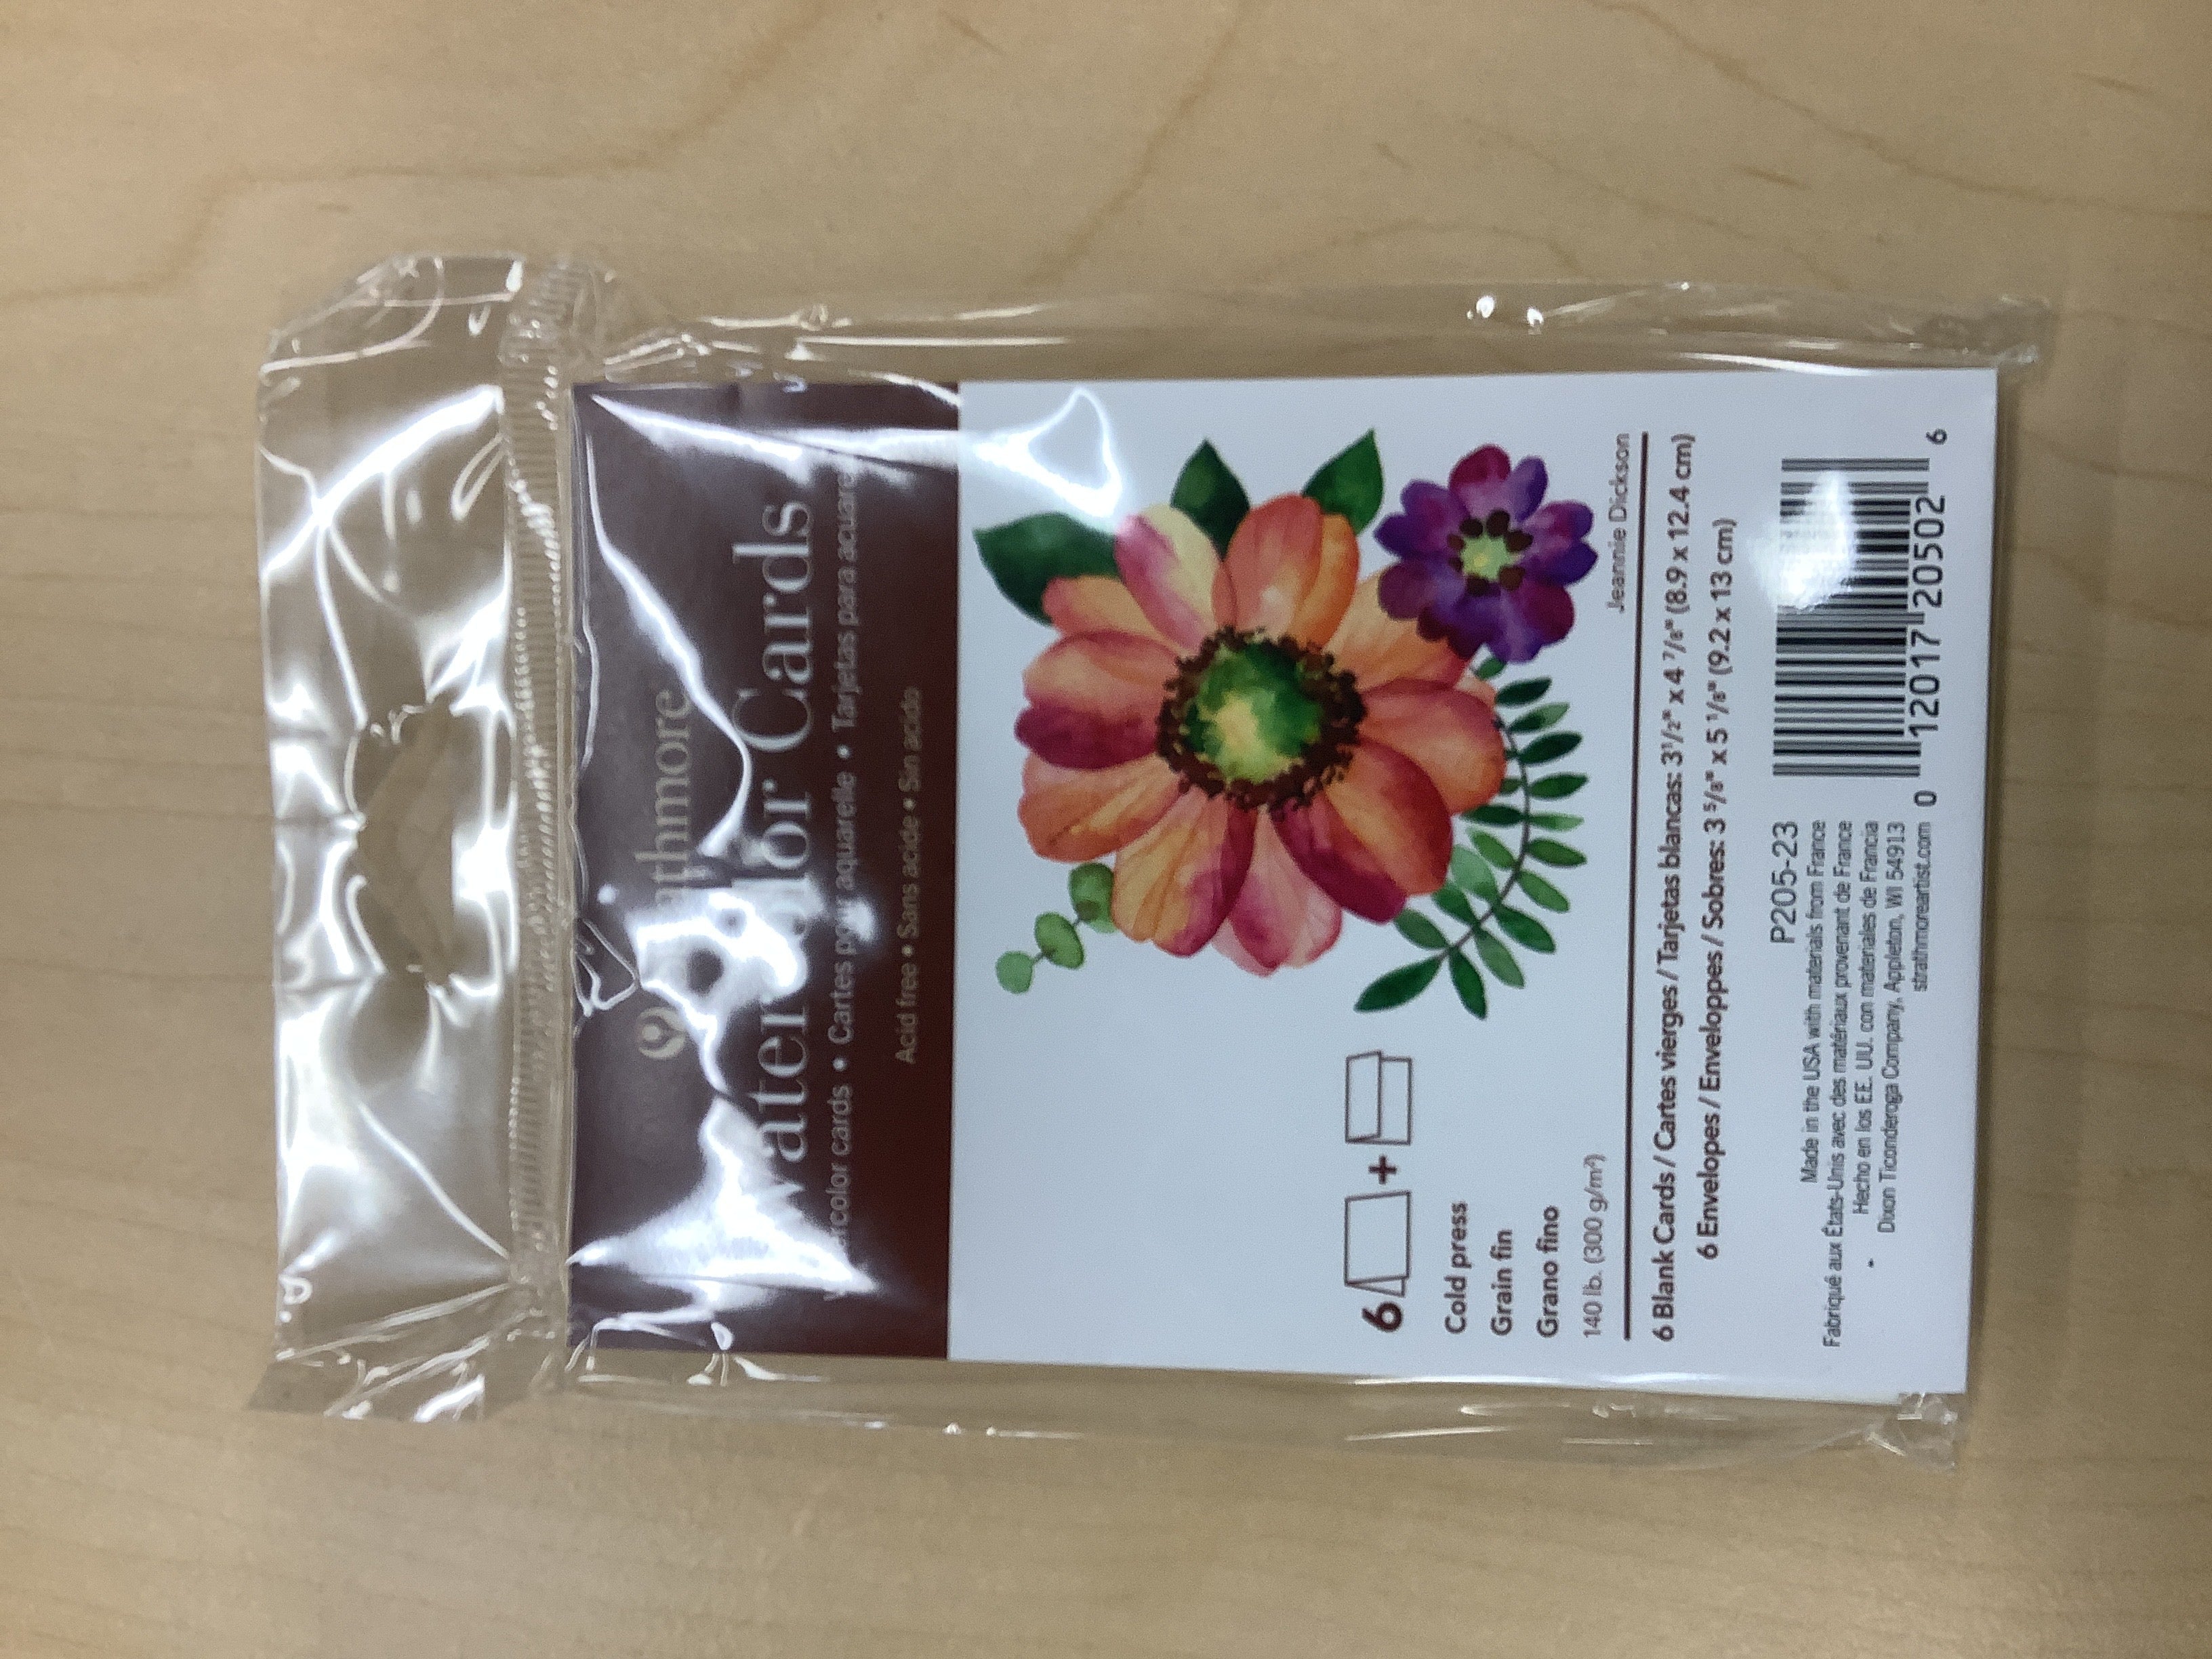 Watercolor Cards
cards • Cartes pour aquarelle • Tarjetas para
Acid free • Sans acide • Sin acido
6 +
Cold press
Grain fin
Grano fino
140 lb. (300 g/m²)
Jeannie Dickson
6 Blank Cards / Cartes vierges / Tarjetas blancas: 3 1/2" x 4 7/8" (8.9 x 12.4 cm)
6 Envelopes / Enveloppes / Sobres: 3 5/8" x 5 1/8" (9.2 x 13 cm)
P205-23
Made in the USA with materials from France
Fabriqué aux États-Unis avec des matériaux provenant de France
Hecho en los EE. UU. con materiales de Francia
Dixon Ticonderoga Company, Appleton, WI 54913
strathmoreartist.com
0 12017 20502 6